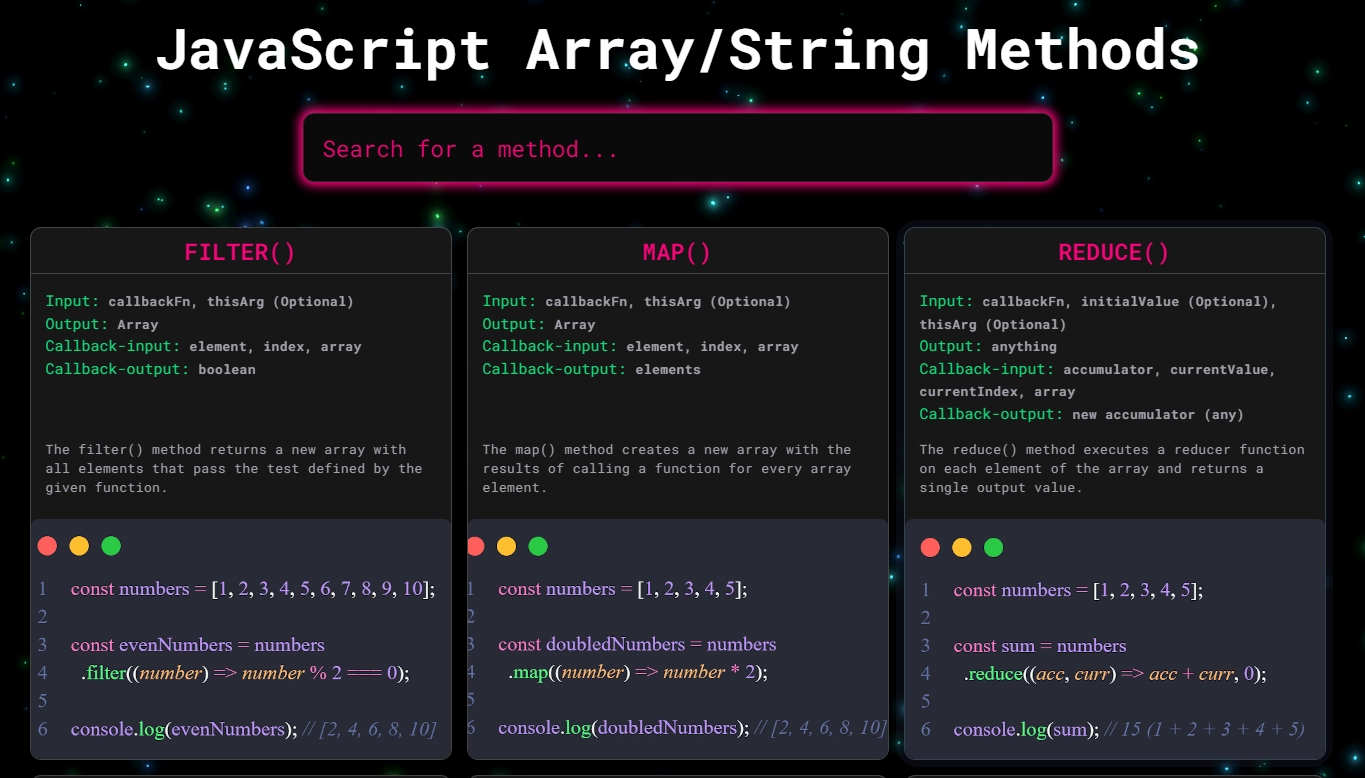 JavaScript Array/String Methods
Search for a method...
FILTER()
Input: callbackFn, thisArg (Optional)
Output: Array
Callback-input: element, index, array
Callback-output: boolean
The filter() method returns a new array with
all elements that pass the test defined by the
given function.
1 const numbers = [1, 2, 3, 4, 5, 6, 7, 8, 9, 10];
2
3 const evenNumbers = numbers
4 .filter((number) => number % 2 === 0);
5
6 console.log(evenNumbers); // [2, 4, 6, 8, 10]
MAP()
Input: callbackFn, thisArg (Optional)
Output: Array
Callback-input: element, index, array
Callback-output: elements
The map() method creates a new array with the
results of calling a function for every array
element.
1 const numbers = [1, 2, 3, 4, 5];
2
3 const doubledNumbers = numbers
4 .map((number) => number * 2);
5
6 console.log(doubledNumbers); // [2, 4, 6, 8, 10]
REDUCE()
Input: callbackFn, initialValue (Optional),
thisArg (Optional)
Output: anything
Callback-input: accumulator, currentValue,
currentIndex, array
Callback-output: new accumulator (any)
The reduce() method executes a reducer function
on each element of the array and returns a
single output value.
1 const numbers = [1, 2, 3, 4, 5];
2
3 const sum = numbers
4 .reduce((acc, curr) => acc + curr, 0);
5
6 console.log(sum); // 15 (1 + 2 + 3 + 4 + 5)